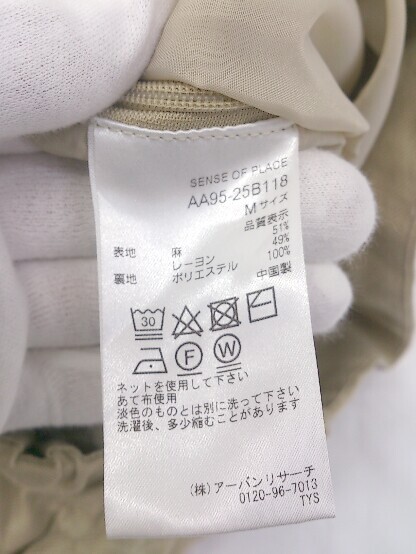 SENSE OF PLACE
AA95-25B118
Mサイズ
品質表示
表地 麻 51%
レーヨン 49%
裏地 ポリエステル 100%
中国製
30
F W
ネットを使用して下さい
あて布使用
淡色のものとは別に洗って下さい
洗濯後、多少縮むことがあります
(株)アーバンリサーチ
0120-96-7013
TYS